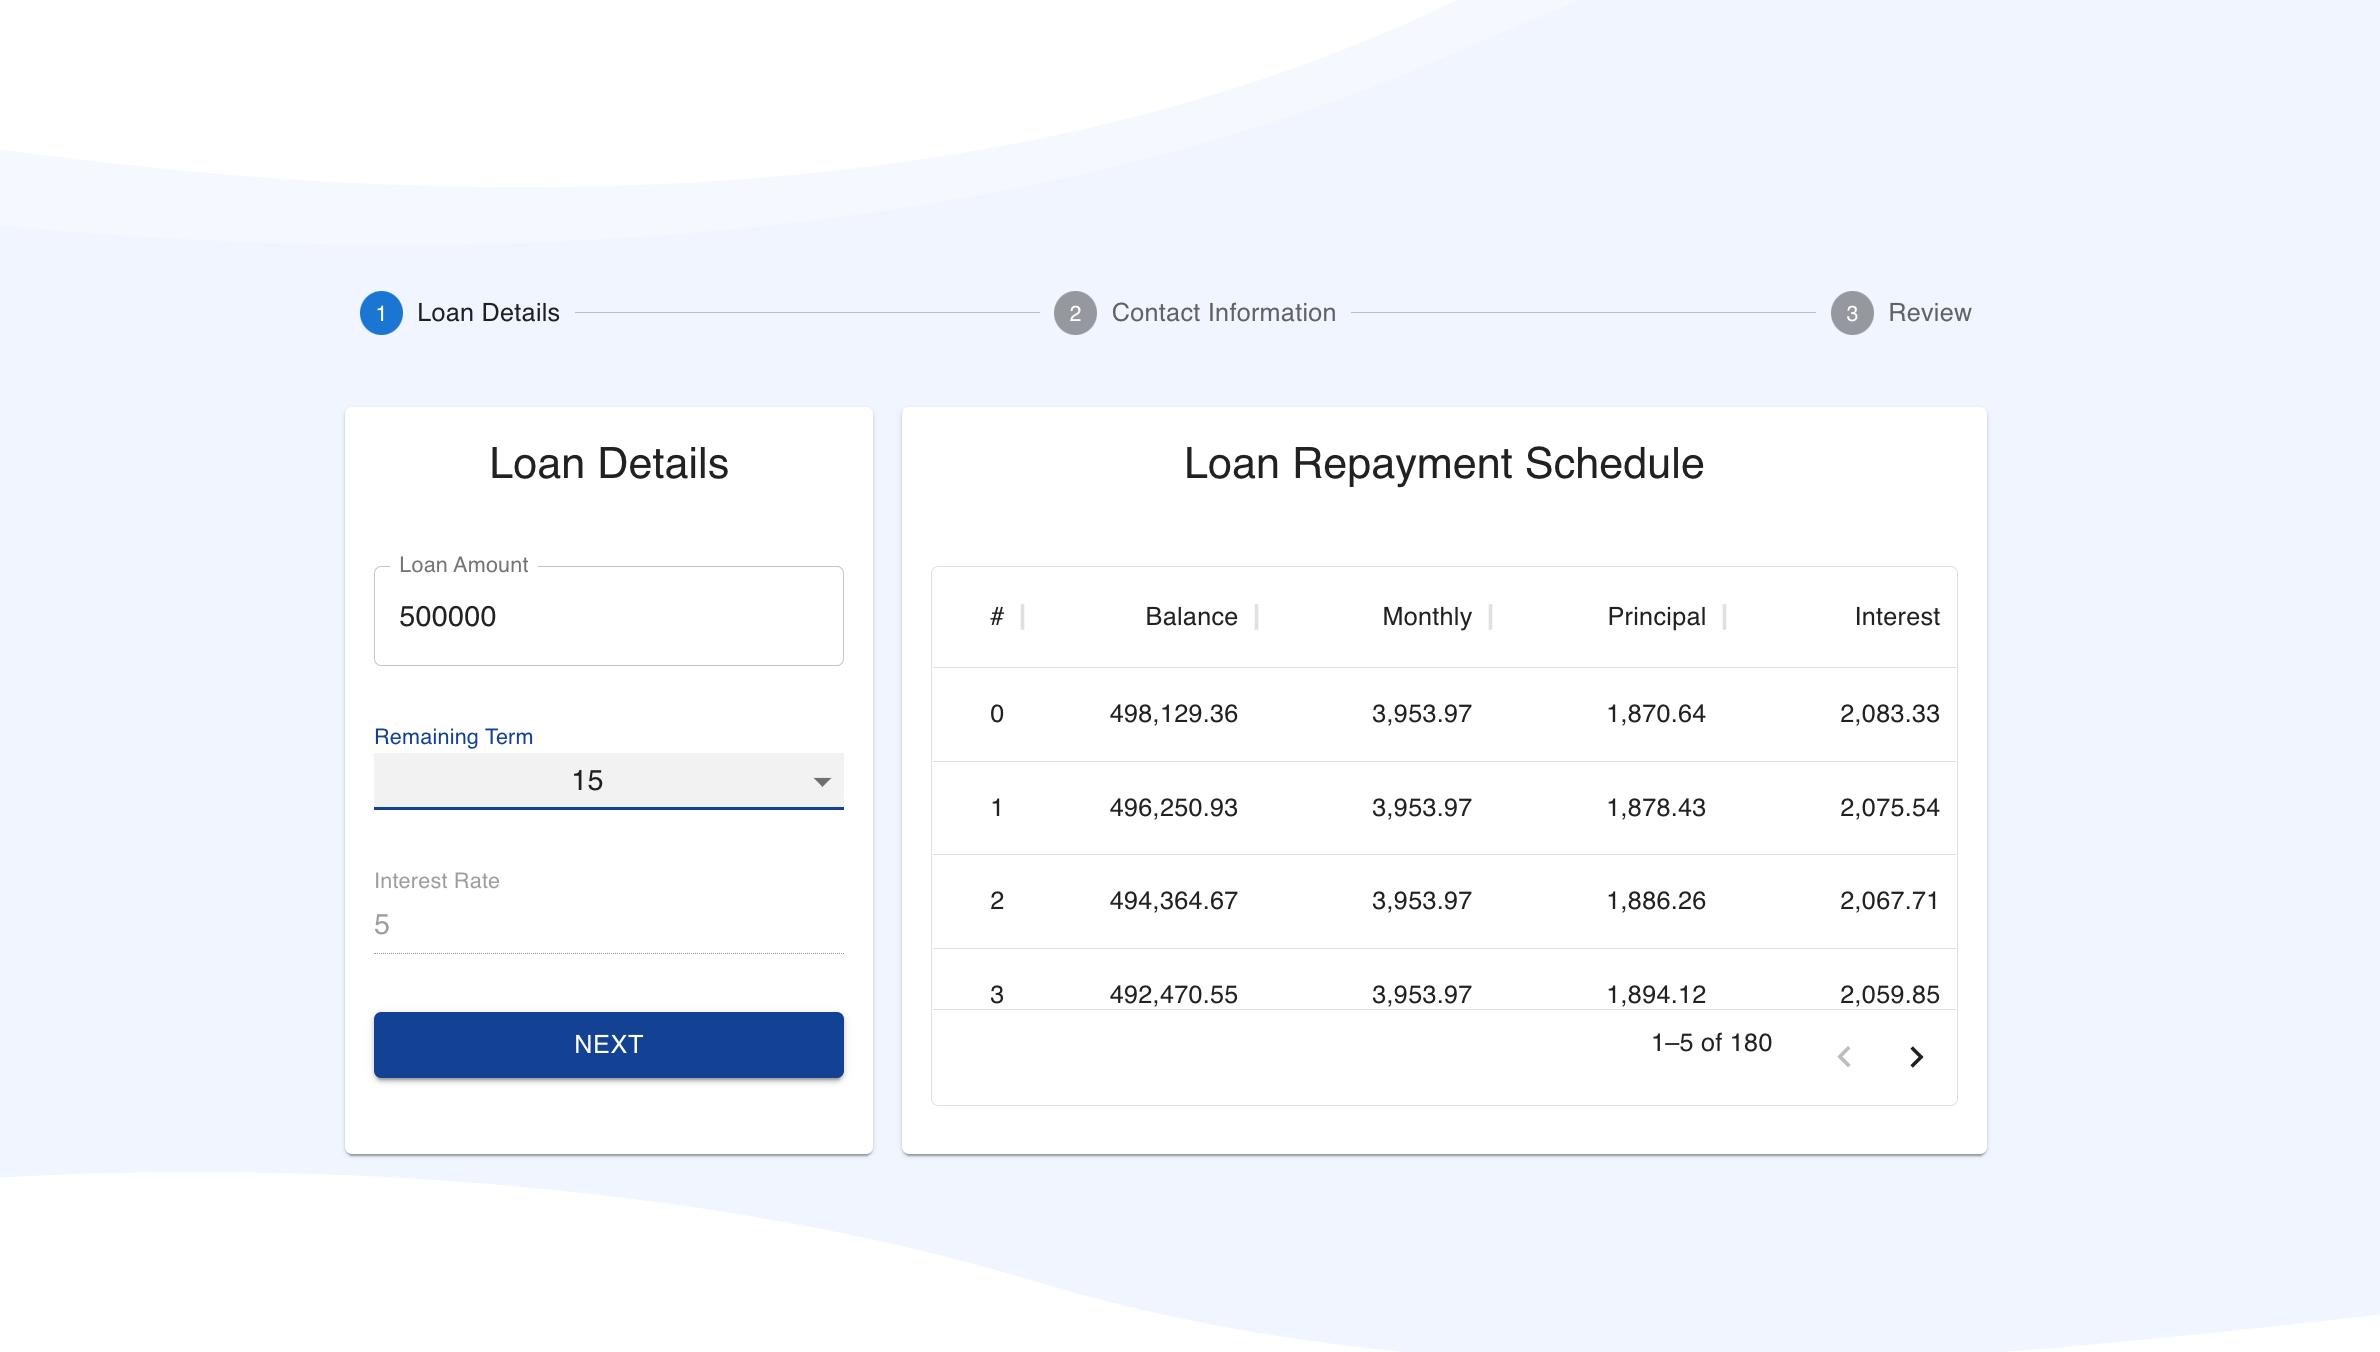 1 Loan Details
2 Contact Information
3 Review
Loan Details
Loan Amount
500000
Remaining Term
15
Interest Rate
5
NEXT
Loan Repayment Schedule
# Balance Monthly Principal Interest
0 498,129.36 3,953.97 1,870.64 2,083.33
1 496,250.93 3,953.97 1,878.43 2,075.54
2 494,364.67 3,953.97 1,886.26 2,067.71
3 492,470.55 3,953.97 1,894.12 2,059.85
1–5 of 180